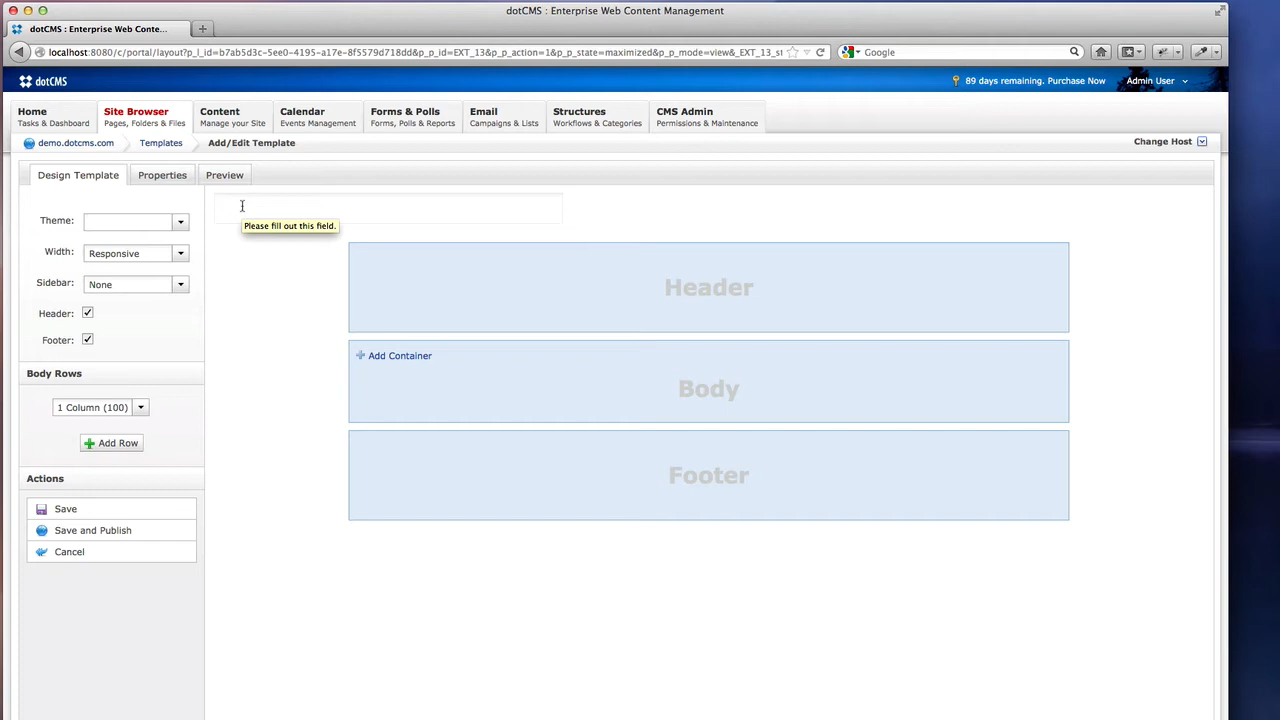 dotCMS : Enterprise Web Content Management
dotCMS : Enterprise Web Conte...
localhost:8080/c/portal/layout?p_l_id=b7ab5d3c-5ee0-4195-a17e-8f5579d718dd&p_p_id=EXT_13&p_p_action=1&p_p_state=maximized&p_p_mode=view&_EXT_13_st
Google
dotCMS
89 days remaining. Purchase Now
Admin User
Home
Tasks & Dashboard
Site Browser
Pages, Folders & Files
Content
Manage your Site
Calendar
Events Management
Forms & Polls
Forms, Polls & Reports
Email
Campaigns & Lists
Structures
Workflows & Categories
CMS Admin
Permissions & Maintenance
demo.dotcms.com
Templates
Add/Edit Template
Change Host
Design Template
Properties
Preview
Theme:
Please fill out this field.
Width:
Responsive
Sidebar:
None
Header:
Footer:
Header
Add Container
Body
Footer
Body Rows
1 Column (100)
Add Row
Actions
Save
Save and Publish
Cancel